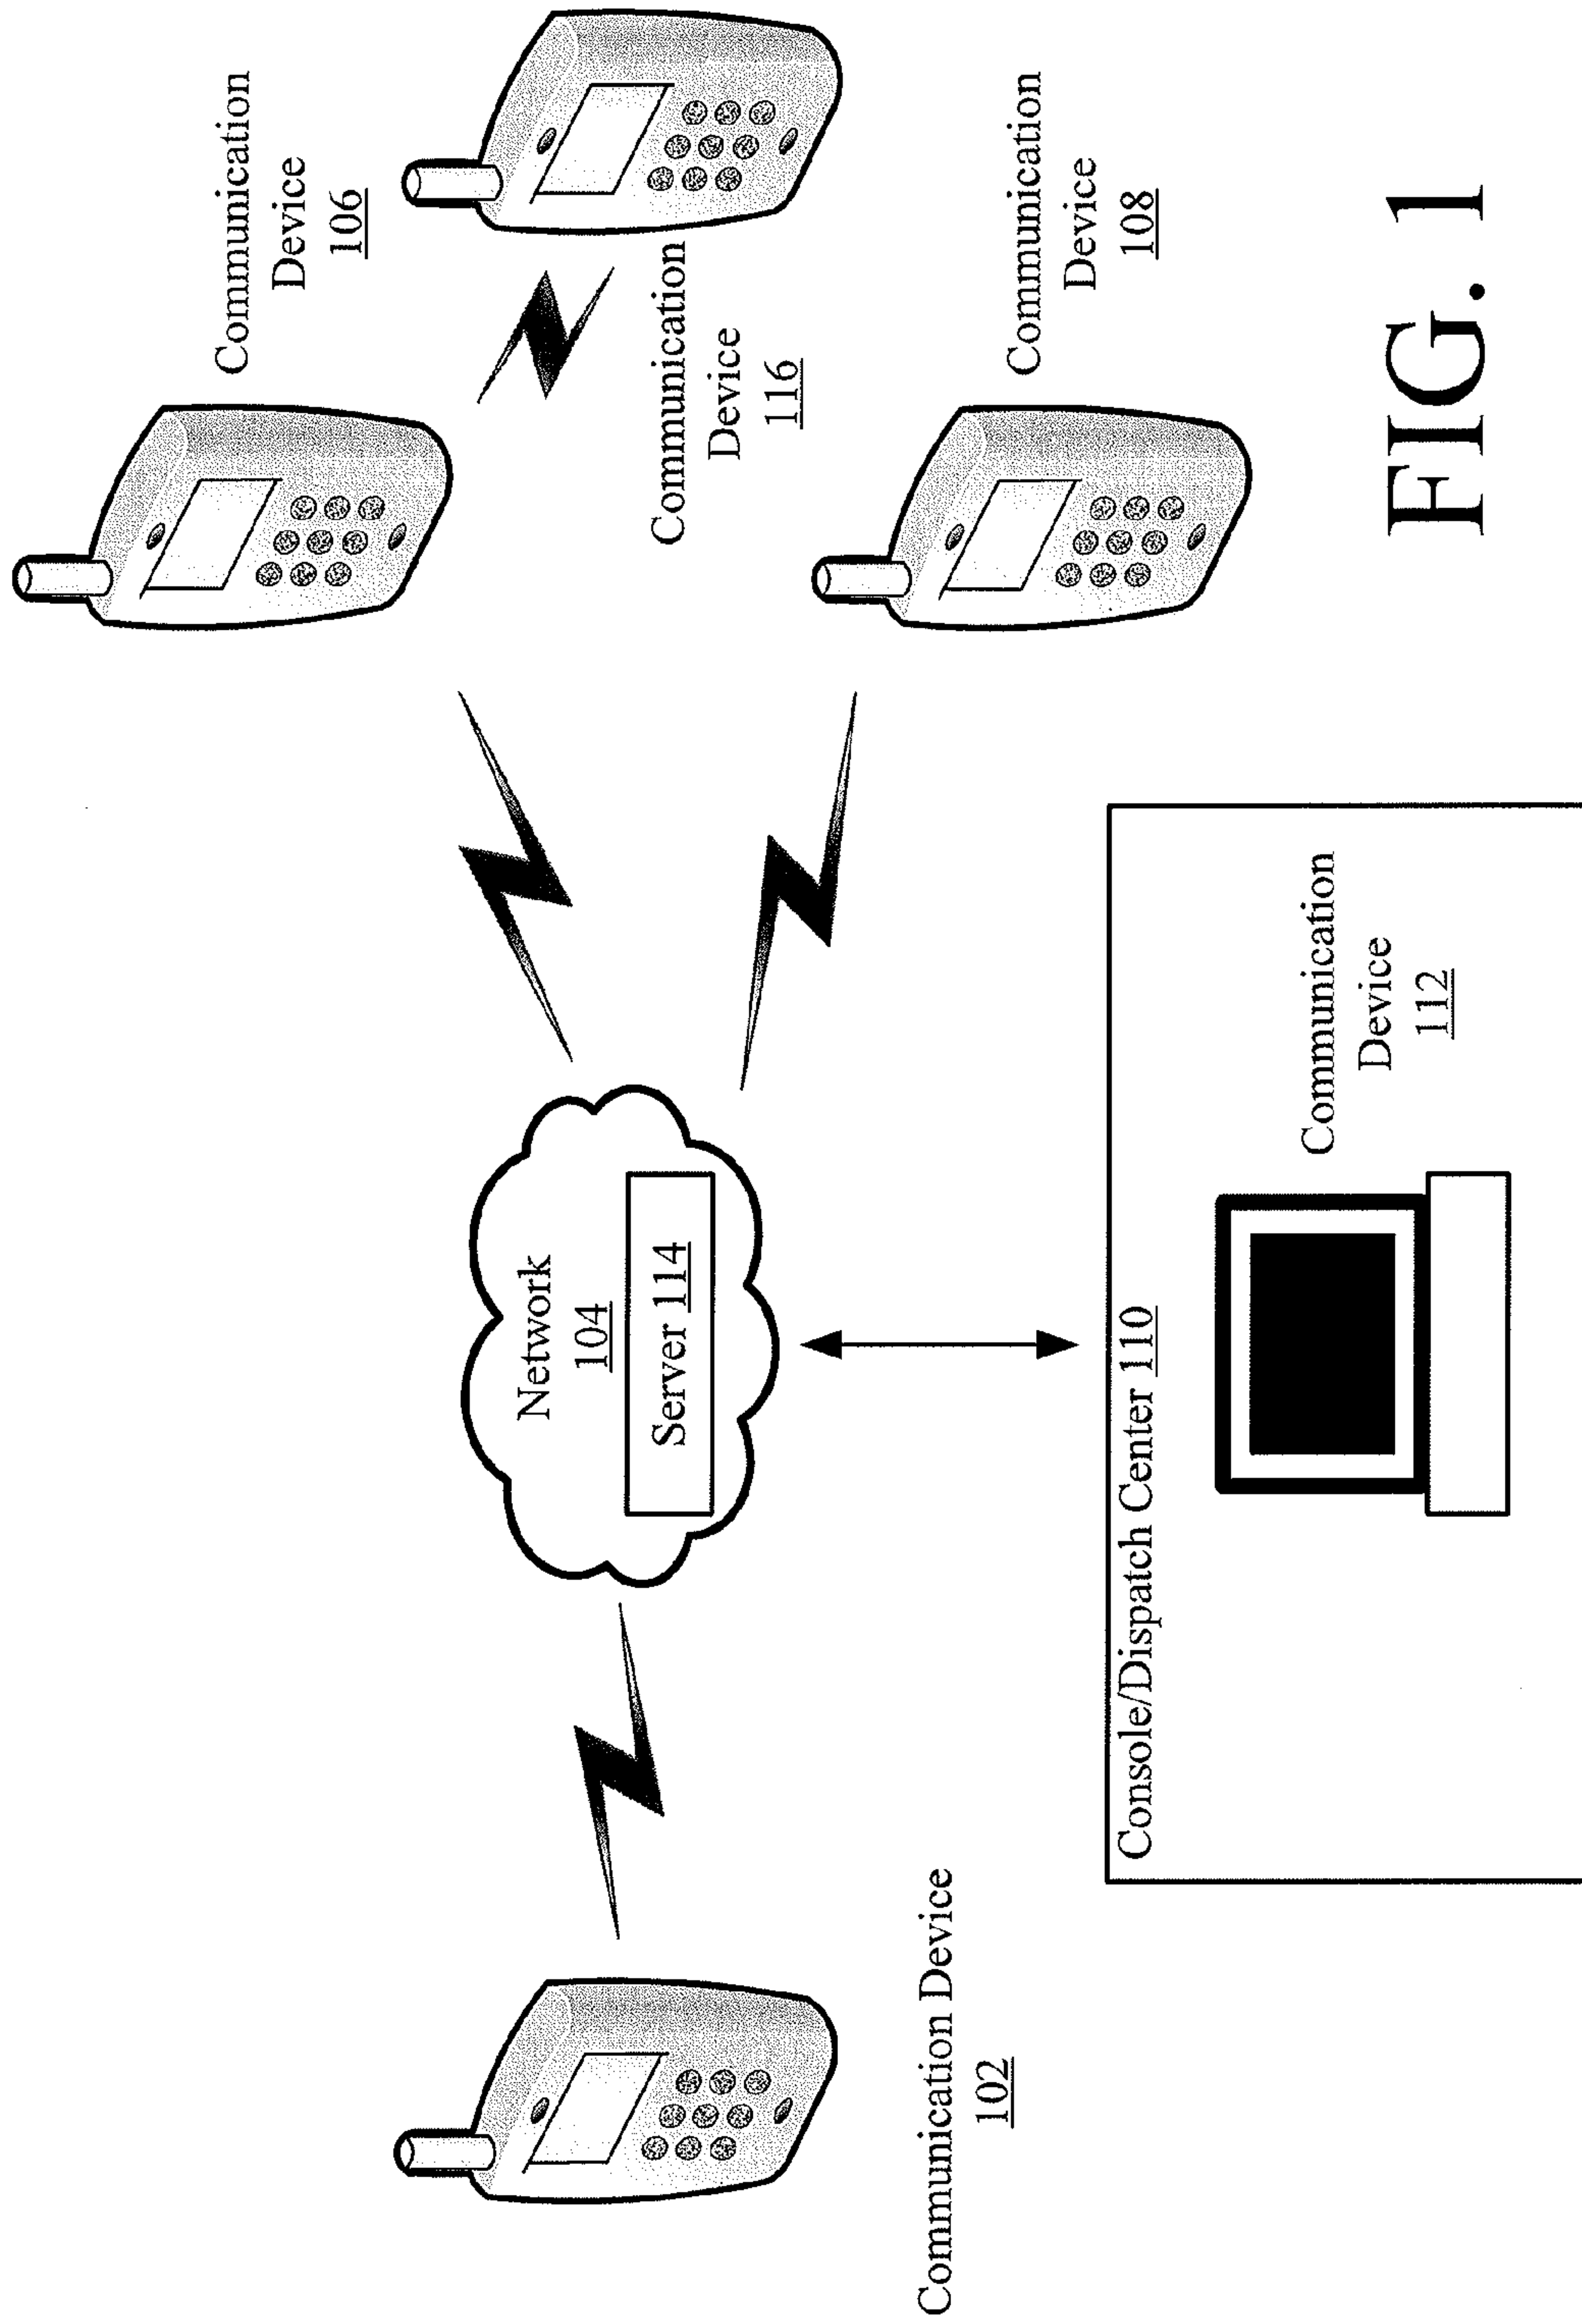 Communication
Device
106
Communication
Device
116
Communication
Device
108
Network
104
Server 114
Communication Device
102
Console/Dispatch Center 110
Communication
Device
112
FIG. 1